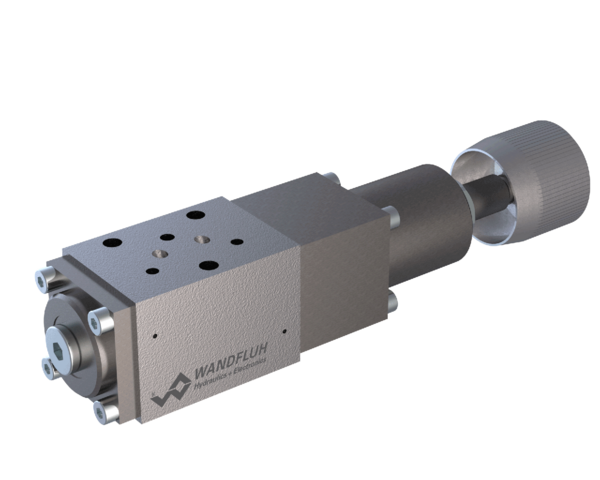 WANDFLUH
Hydraulics + Electronics